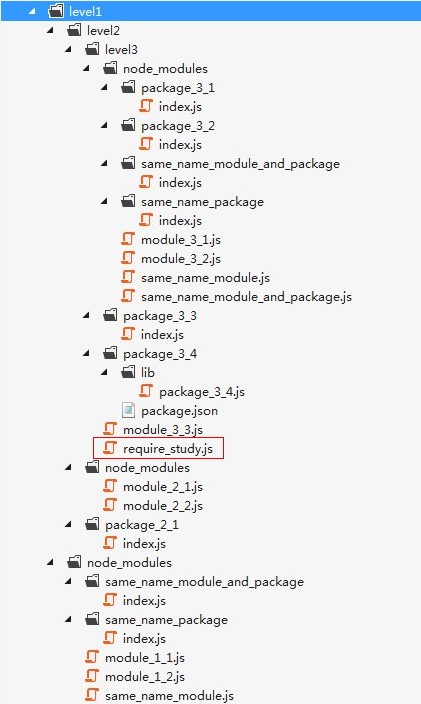 level1
level2
level3
node_modules
package_3_1
index.js
package_3_2
index.js
same_name_module_and_package
index.js
same_name_package
index.js
module_3_1.js
module_3_2.js
same_name_module.js
same_name_module_and_package.js
package_3_3
index.js
package_3_4
lib
package_3_4.js
package.json
module_3_3.js
require_study.js
node_modules
module_2_1.js
module_2_2.js
package_2_1
index.js
node_modules
same_name_module_and_package
index.js
same_name_package
index.js
module_1_1.js
module_1_2.js
same_name_module.js